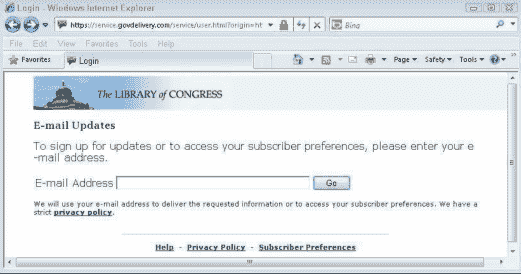 Login - Windows Internet Explorer
https://service.govdelivery.com/service/user.html?origin=ht
Bing
File Edit View Favorites Tools Help
Favorites Login Page Safety Tools
The LIBRARY of CONGRESS
E-mail Updates
To sign up for updates or to access your subscriber preferences, please enter your e
-mail address.
E-mail Address Go
We will use your e-mail address to deliver the requested information or to access your subscriber preferences. We have a
strict privacy policy.
Help - Privacy Policy - Subscriber Preferences